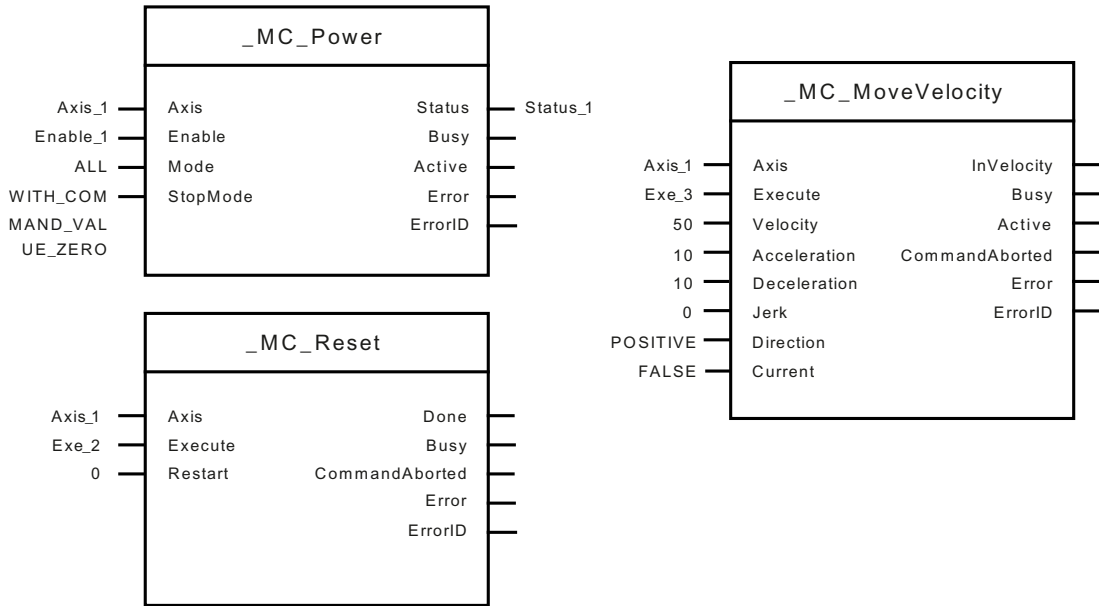 _MC_Power
Axis_1 Axis Status Status_1
Enable_1 Enable Busy
ALL Mode Active
WITH_COM StopMode Error
MAND_VAL ErrorID
UE_ZERO
_MC_MoveVelocity
Axis_1 Axis InVelocity
Exe_3 Execute Busy
50 Velocity Active
10 Acceleration CommandAborted
10 Deceleration Error
0 Jerk ErrorID
POSITIVE Direction
FALSE Current
_MC_Reset
Axis_1 Axis Done
Exe_2 Execute Busy
0 Restart CommandAborted
Error
ErrorID